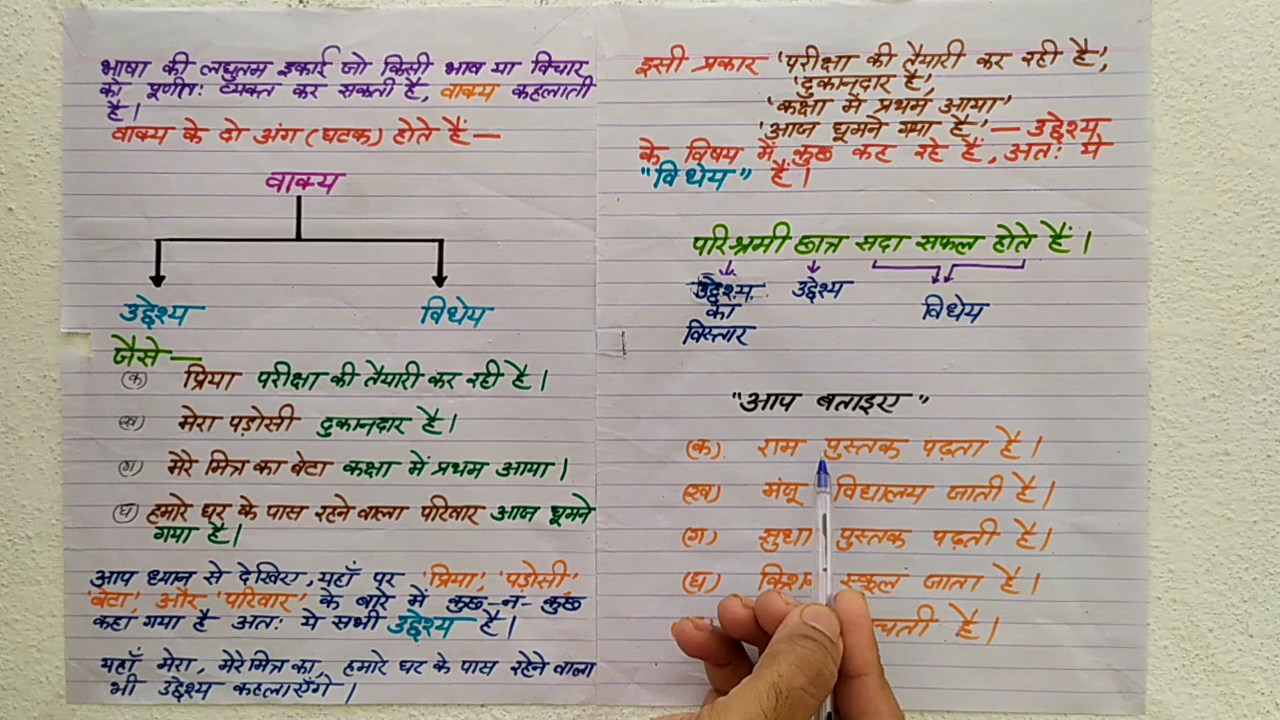 भाषा की लघुतम इकाई जो किसी भाव या विचार
को पूर्णतः व्यक्त कर सकती है, वाक्य कहलाती
है।
वाक्य के दो अंग (घटक) होते हैं —
वाक्य
उद्देश्य विधेय
जैसे —
(क) प्रिया परीक्षा की तैयारी कर रही है।
(ख) मेरा पड़ोसी दुकानदार है।
(ग) मेरे मित्र का बेटा कक्षा में प्रथम आया।
(घ) हमारे घर के पास रहने वाला परिवार आज घूमने
गया है।
आप ध्यान से देखिए, यहाँ पर 'प्रिया', 'पड़ोसी'
'बेटा', और 'परिवार' के बारे में कुछ-न-कुछ
कहा गया है अतः ये सभी उद्देश्य है।
यहाँ मेरा, मेरे मित्र का, हमारे घर के पास रहने वाला
भी उद्देश्य कहलाएँगे।
इसी प्रकार 'परीक्षा की तैयारी कर रही है',
'दुकानदार है',
'कक्षा में प्रथम आया'
'आज घूमने गया है' — उद्देश्य
के विषय में कुछ कह रहे हैं, अतः ये
"विधेय" हैं।
परिश्रमी छात्र सदा सफल होते हैं।
उद्देश्य उद्देश्य विधेय
का
विस्तार
"आप बताइए"
(क) राम पुस्तक पढ़ता है।
(ख) मंजू विद्यालय जाती है।
(ग) सुधा पुस्तक पढ़ती है।
(घ) स्कूल जाता है।
है।